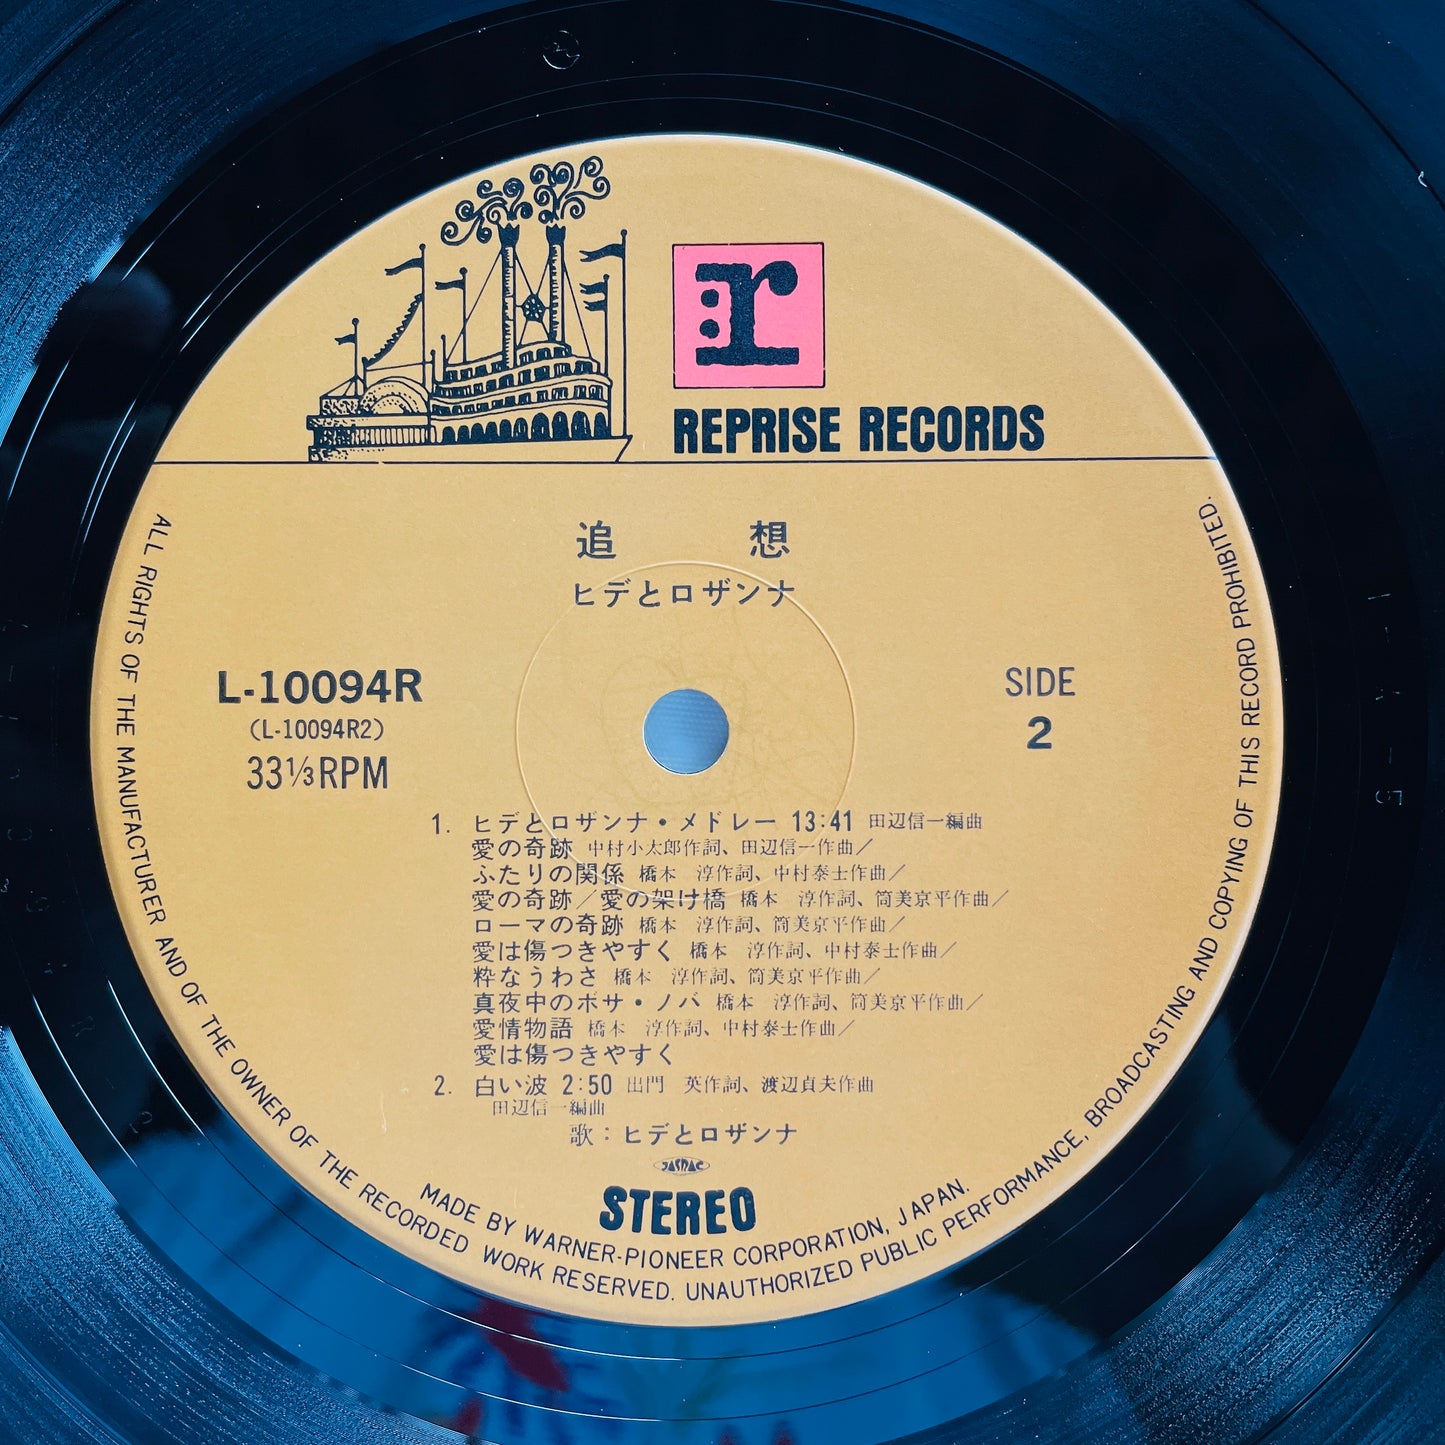 r
REPRISE RECORDS
追 想
ヒデとロザンナ
L-10094R
(L-10094R2)
33⅓RPM
SIDE
2
1. ヒデとロザンナ・メドレー 13:41 田辺信一編曲
愛の奇跡 中村小太郎作詞、田辺信一作曲／
ふたりの関係 橋本 淳作詞、中村泰士作曲／
愛の奇跡／愛の架け橋 橋本 淳作詞、筒美京平作曲／
ローマの奇跡 橋本 淳作詞、筒美京平作曲／
愛は傷つきやすく 橋本 淳作詞、中村泰士作曲／
粋なうわさ 橋本 淳作詞、筒美京平作曲／
真夜中のボサ・ノバ 橋本 淳作詞、筒美京平作曲／
愛情物語 橋本 淳作詞、中村泰士作曲／
愛は傷つきやすく
2. 白い波 2:50 出門 英作詞、渡辺貞夫作曲
田辺信一編曲
歌：ヒデとロザンナ
JASRAC
STEREO
MADE BY WARNER-PIONEER CORPORATION, JAPAN.
ALL RIGHTS OF THE MANUFACTURER AND OF THE OWNER OF THE RECORDED WORK RESERVED. UNAUTHORIZED PUBLIC PERFORMANCE, BROADCASTING AND COPYING OF THIS RECORD PROHIBITED.